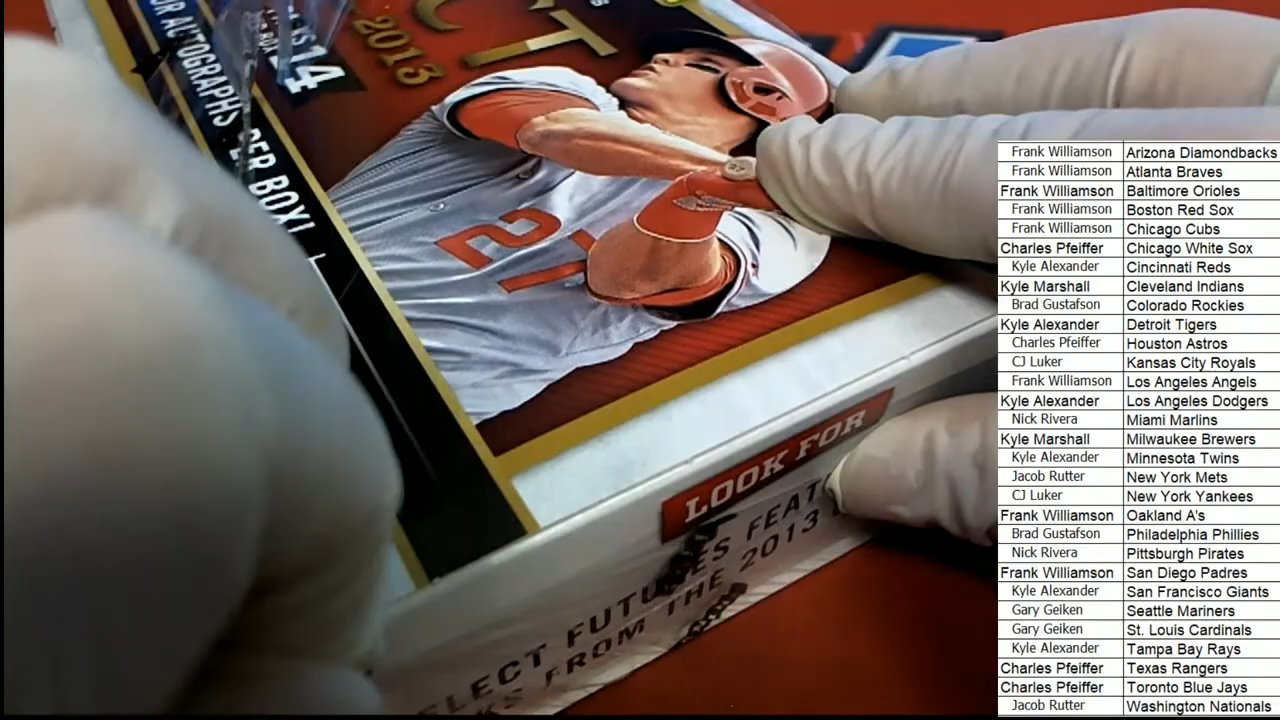 CT
2013
24
OR AUTOGRAPHS PER BOX!
27
LOOK FOR
SELECT FUTURES FEAT
FROM THE 2013
Frank Williamson Arizona Diamondbacks
Frank Williamson Atlanta Braves
Frank Williamson Baltimore Orioles
Frank Williamson Boston Red Sox
Frank Williamson Chicago Cubs
Charles Pfeiffer Chicago White Sox
Kyle Alexander Cincinnati Reds
Kyle Marshall Cleveland Indians
Brad Gustafson Colorado Rockies
Kyle Alexander Detroit Tigers
Charles Pfeiffer Houston Astros
CJ Luker Kansas City Royals
Frank Williamson Los Angeles Angels
Kyle Alexander Los Angeles Dodgers
Nick Rivera Miami Marlins
Kyle Marshall Milwaukee Brewers
Kyle Alexander Minnesota Twins
Jacob Rutter New York Mets
CJ Luker New York Yankees
Frank Williamson Oakland A's
Brad Gustafson Philadelphia Phillies
Nick Rivera Pittsburgh Pirates
Frank Williamson San Diego Padres
Kyle Alexander San Francisco Giants
Gary Geiken Seattle Mariners
Gary Geiken St. Louis Cardinals
Kyle Alexander Tampa Bay Rays
Charles Pfeiffer Texas Rangers
Charles Pfeiffer Toronto Blue Jays
Jacob Rutter Washington Nationals